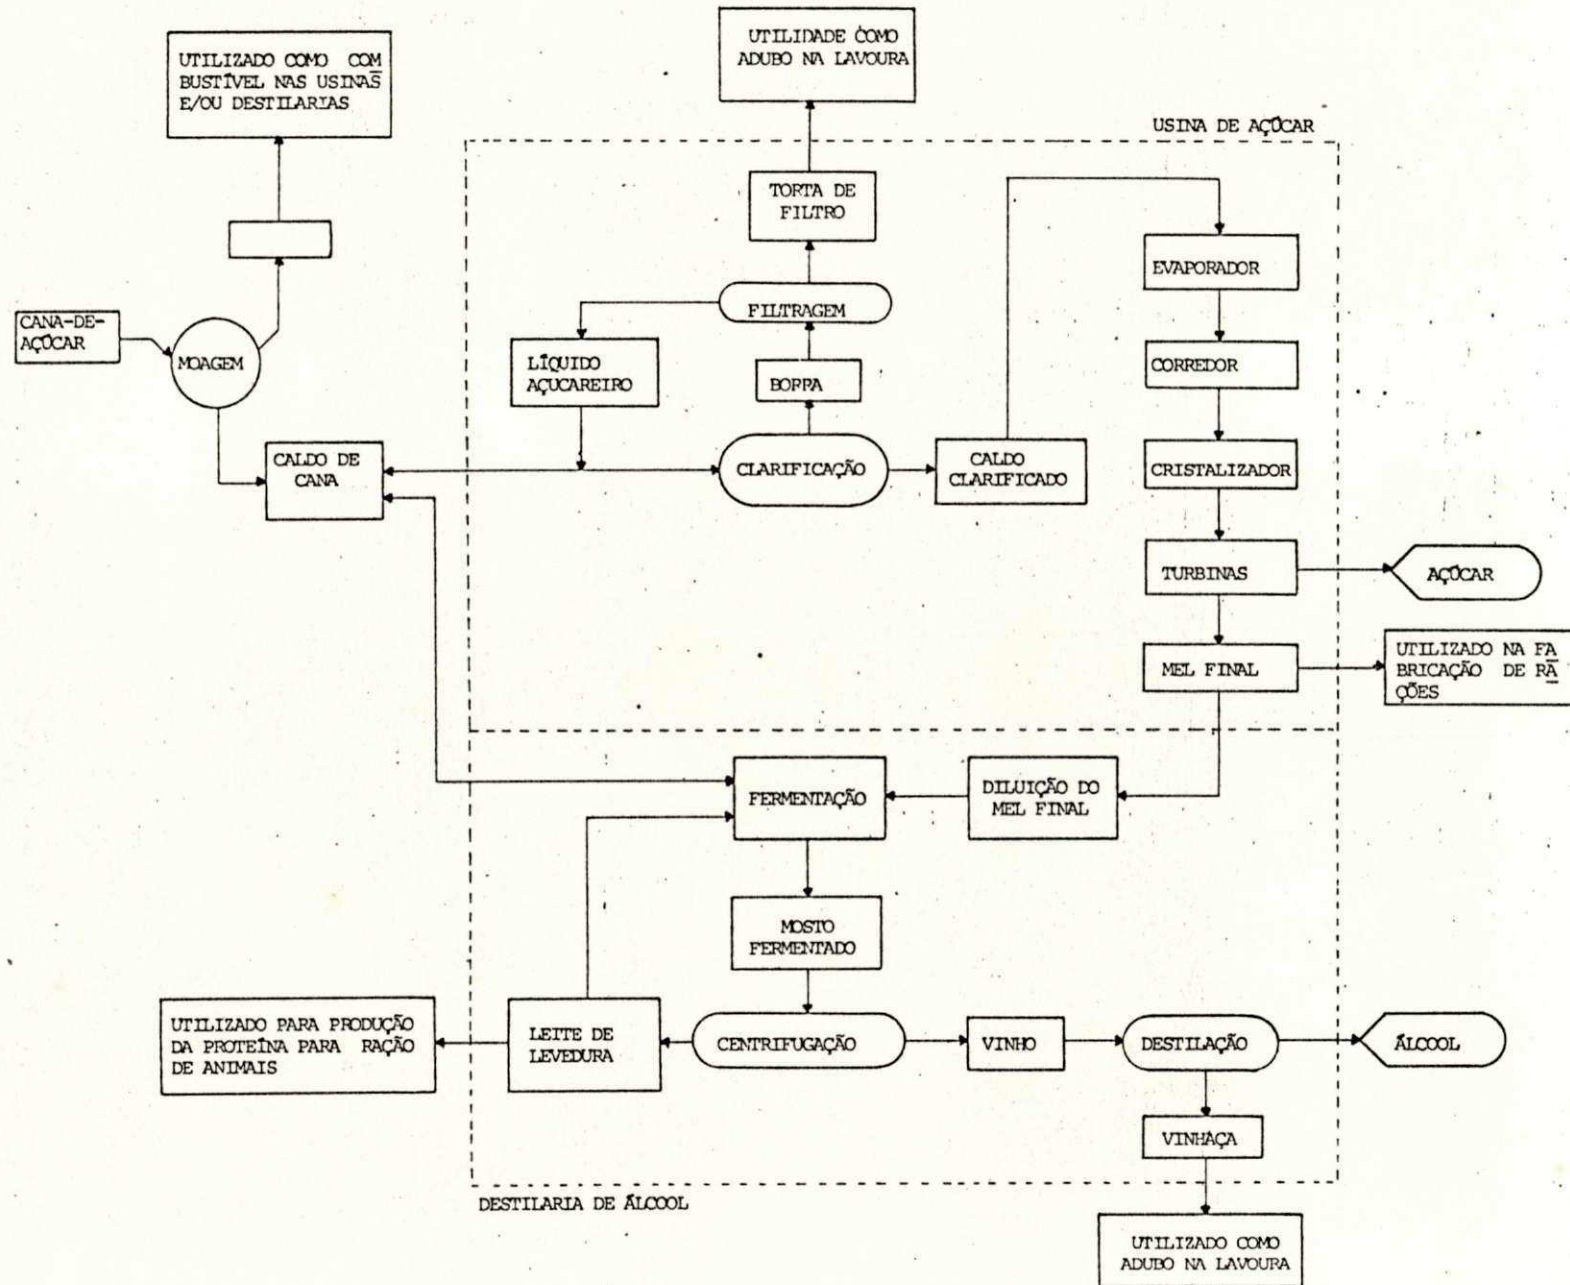 UTILIZADO COMO COM
BUSTÍVEL NAS USINAS
E/OU DESTILARIAS
UTILIDADE COMO
ADUBO NA LAVOURA
USINA DE AÇÚCAR
TORTA DE
FILTRO
EVAPORADOR
CANA-DE-
AÇÚCAR
MOAGEM
FILTRAGEM
LÍQUIDO
AÇUCAREIRO
BOPPA
CORREDOR
CALDO DE
CANA
CLARIFICAÇÃO
CALDO
CLARIFICADO
CRISTALIZADOR
TURBINAS
AÇÚCAR
MEL FINAL
UTILIZADO NA FA
BRICAÇÃO DE RA
ÇÕES
FERMENTAÇÃO
DILUIÇÃO DO
MEL FINAL
MOSTO
FERMENTADO
UTILIZADO PARA PRODUÇÃO
DA PROTEÍNA PARA RAÇÃO
DE ANIMAIS
LEITE DE
LEVEDURA
CENTRIFUGAÇÃO
VINHO
DESTILAÇÃO
ÁLCOOL
VINHAÇA
DESTILARIA DE ÁLCOOL
UTILIZADO COMO
ADUBO NA LAVOURA